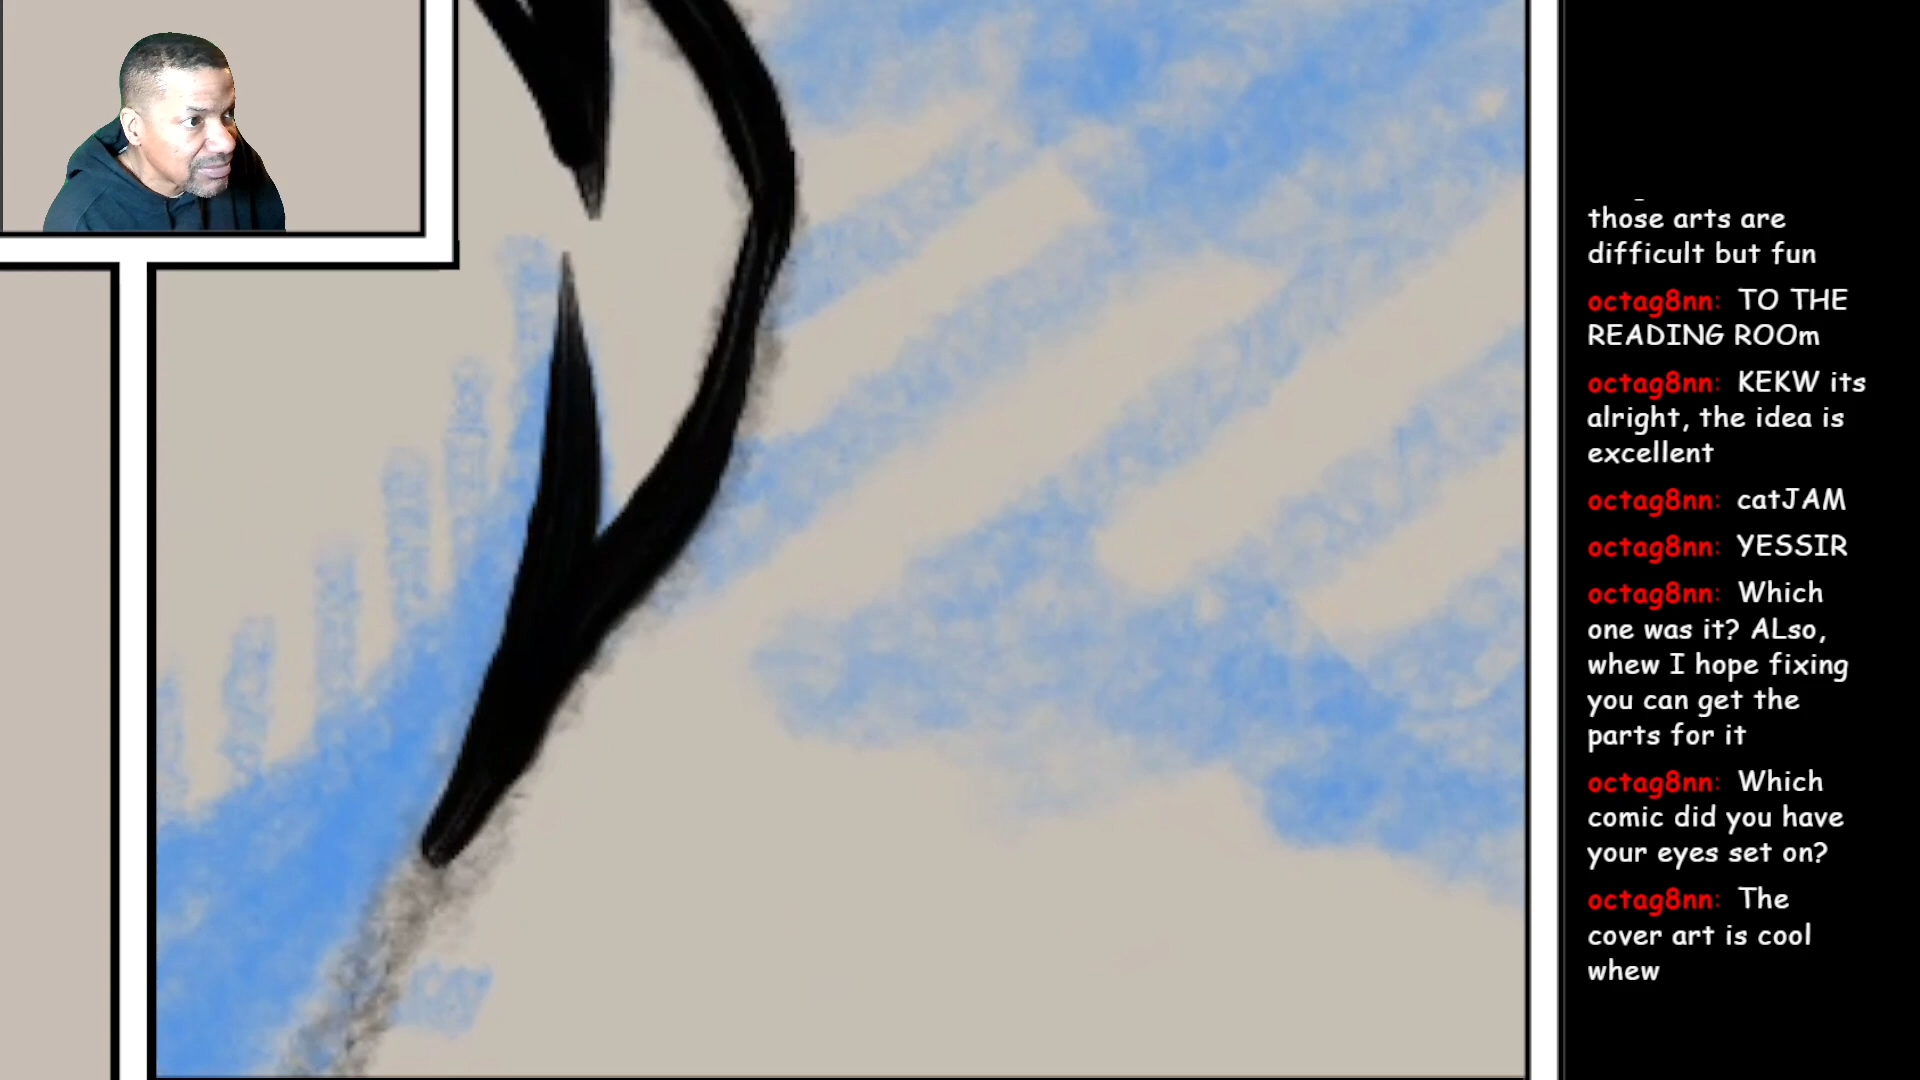 those arts are
difficult but fun
octag8nn: TO THE
READING ROOm
octag8nn: KEKW its
alright, the idea is
excellent
octag8nn: catJAM
octag8nn: YESSIR
octag8nn: Which
one was it? ALso,
whew I hope fixing
you can get the
parts for it
octag8nn: Which
comic did you have
your eyes set on?
octag8nn: The
cover art is cool
whew